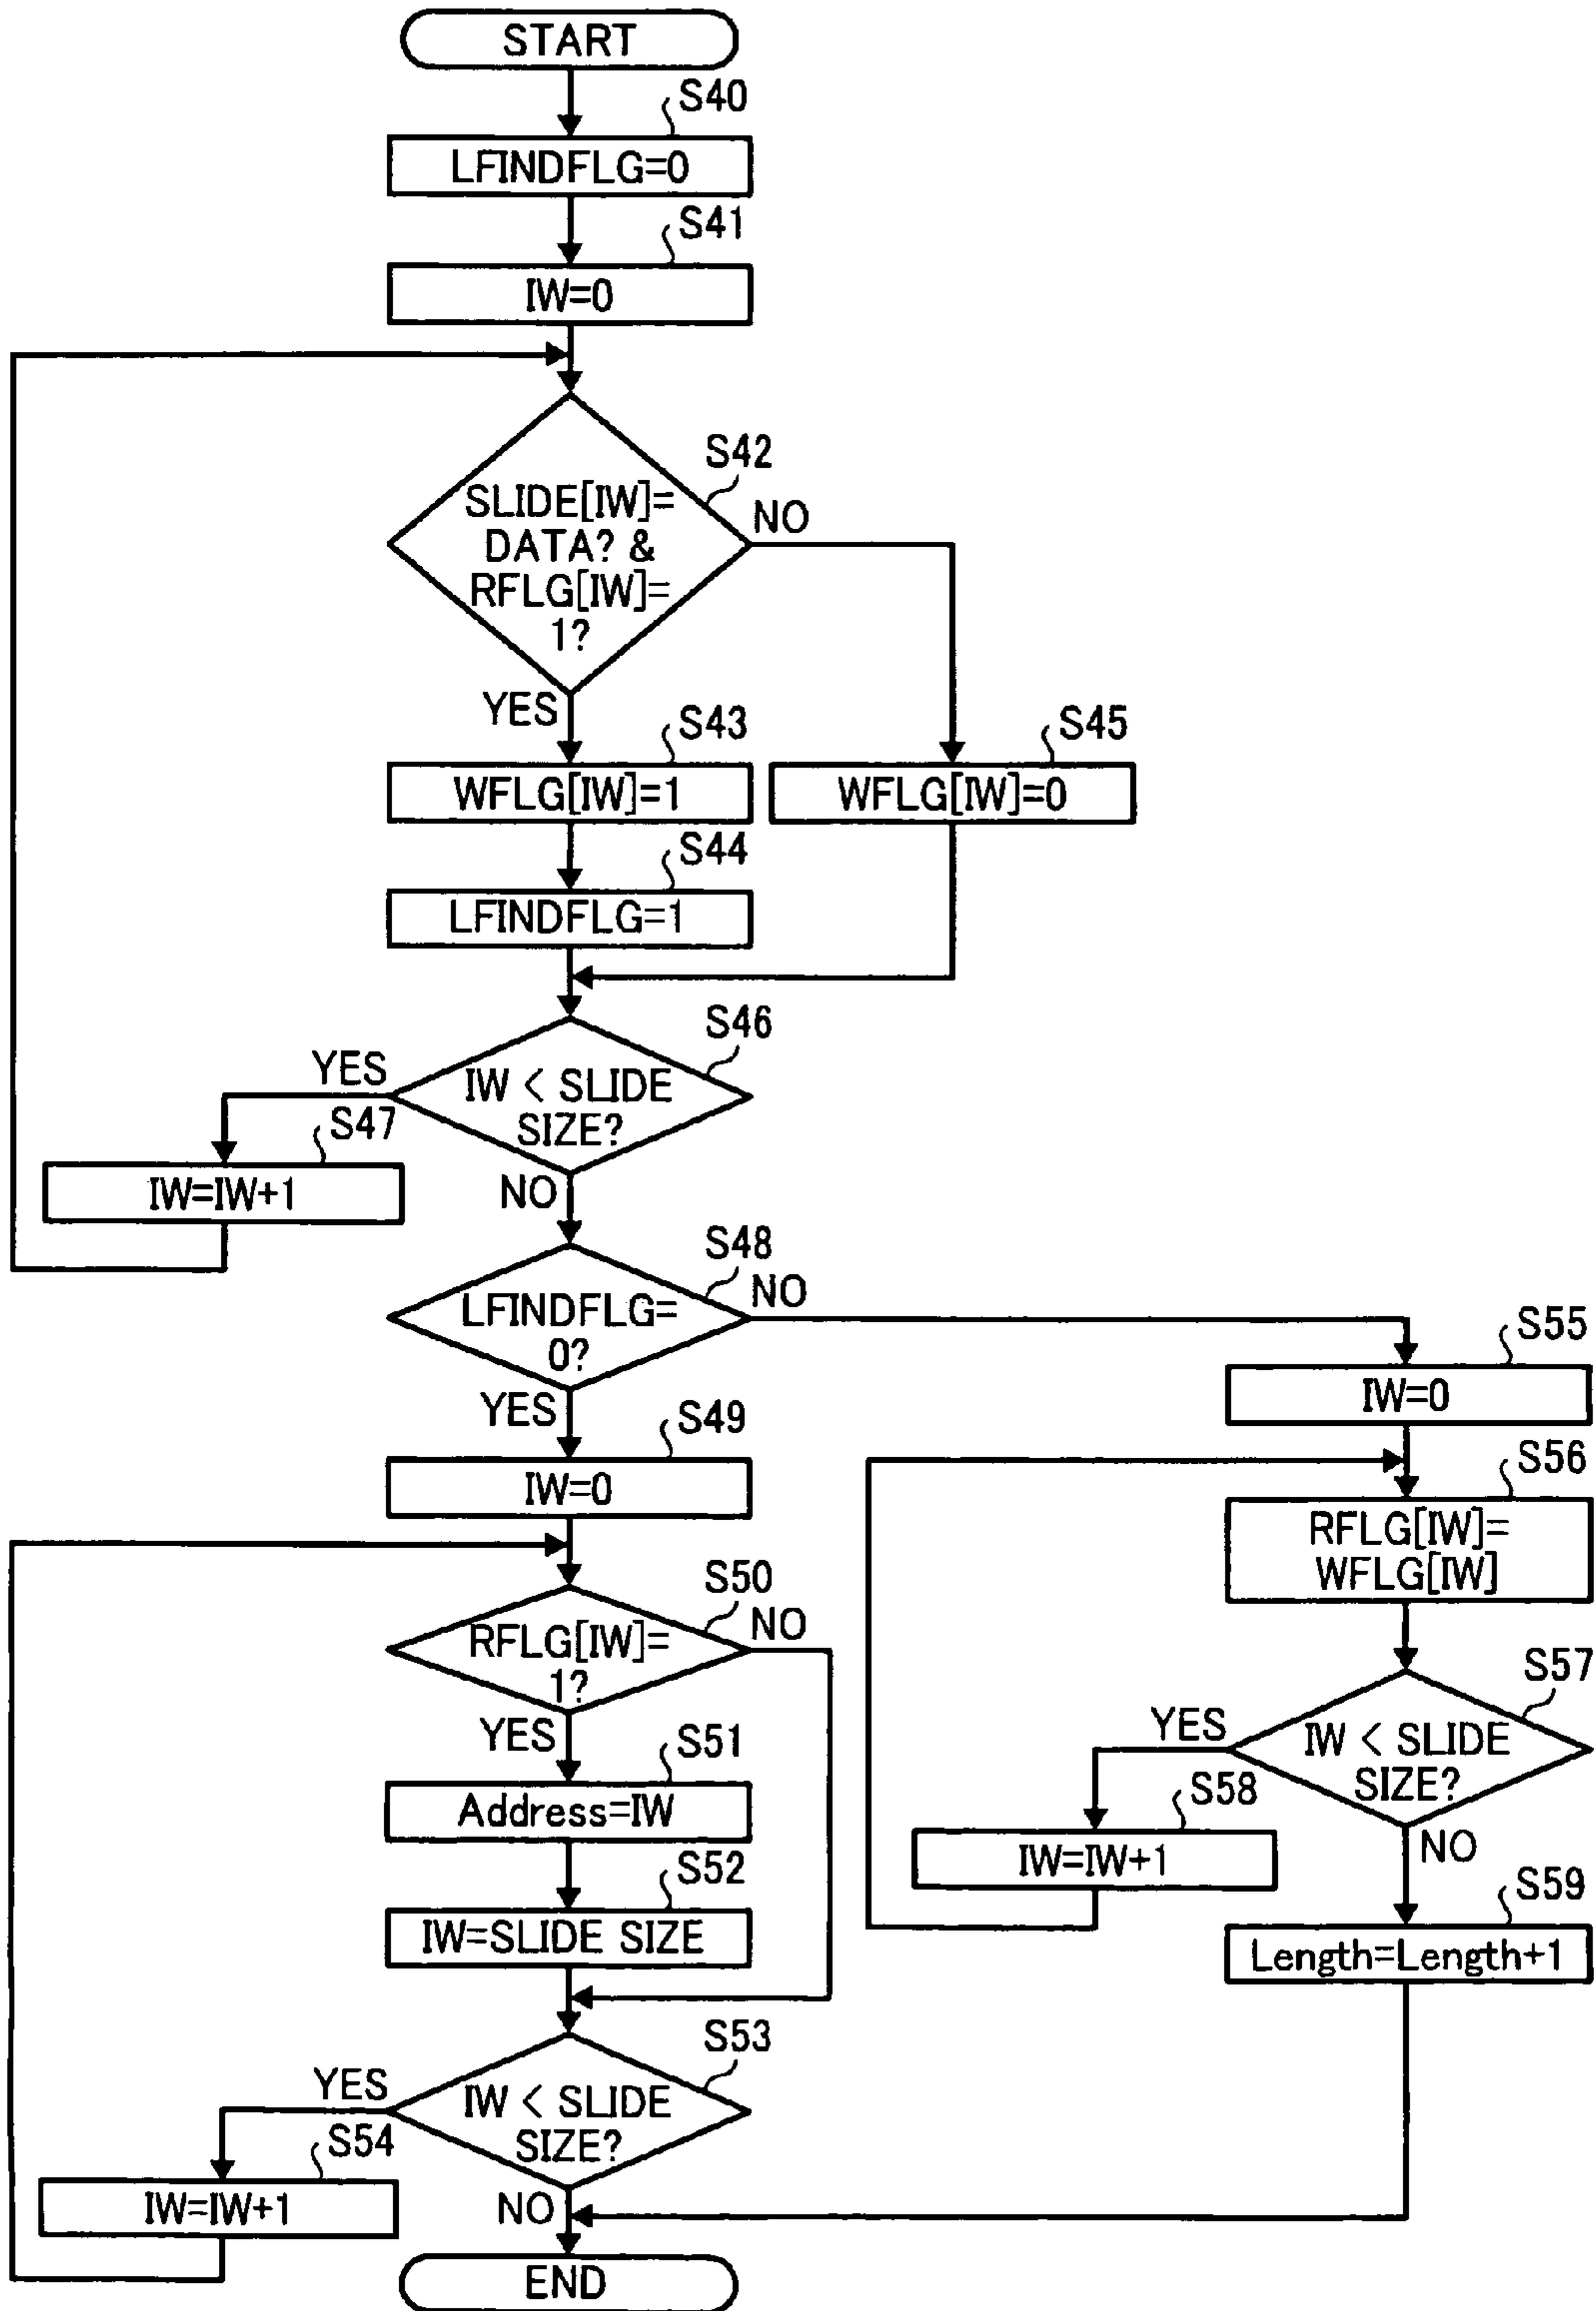 START
S40
LFINDFLG=0
S41
IW=0
S42
SLIDE[IW]=
DATA? &
RFLG[IW]=
1?
NO
YES
S43
WFLG[IW]=1
S45
WFLG[IW]=0
S44
LFINDFLG=1
S46
IW < SLIDE
SIZE?
YES
S47
IW=IW+1
NO
S48
LFINDFLG=
0?
NO
YES
S49
IW=0
S50
RFLG[IW]=
1?
NO
YES
S51
Address=IW
S52
IW=SLIDE SIZE
S53
IW < SLIDE
SIZE?
YES
S54
IW=IW+1
NO
S55
IW=0
S56
RFLG[IW]=
WFLG[IW]
S57
IW < SLIDE
SIZE?
YES
S58
IW=IW+1
NO
S59
Length=Length+1
END